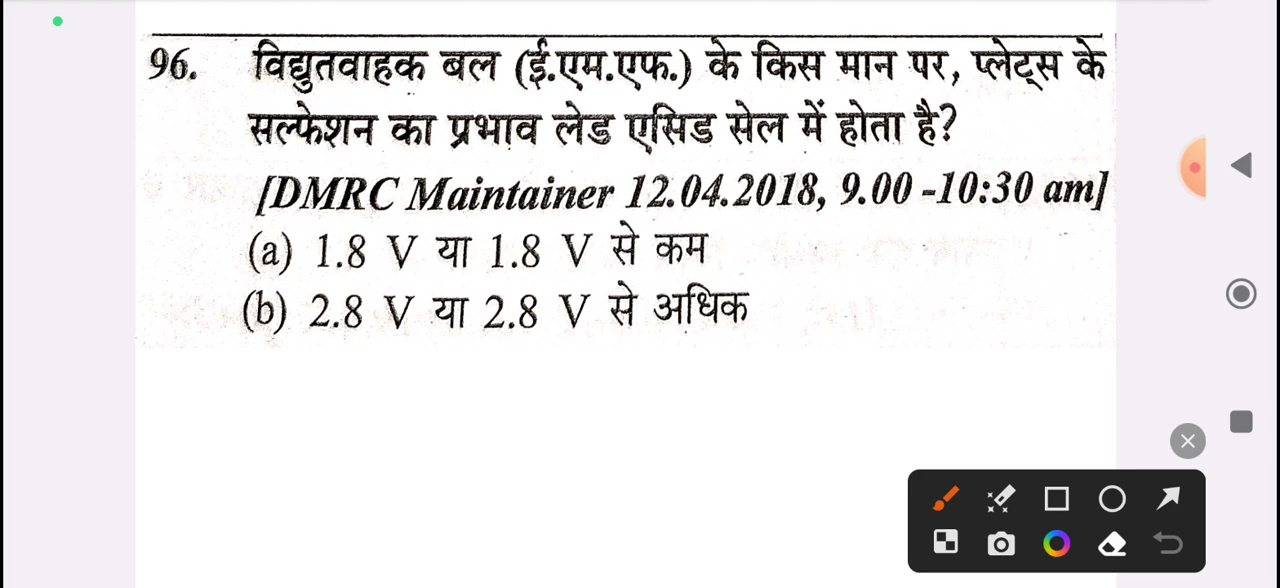 96. विद्युतवाहक बल (ई.एम.एफ.) के किस मान पर, प्लेट्स के
सल्फेशन का प्रभाव लेड एसिड सेल में होता है?
[DMRC Maintainer 12.04.2018, 9.00 -10:30 am]
(a) 1.8 V या 1.8 V से कम
(b) 2.8 V या 2.8 V से अधिक